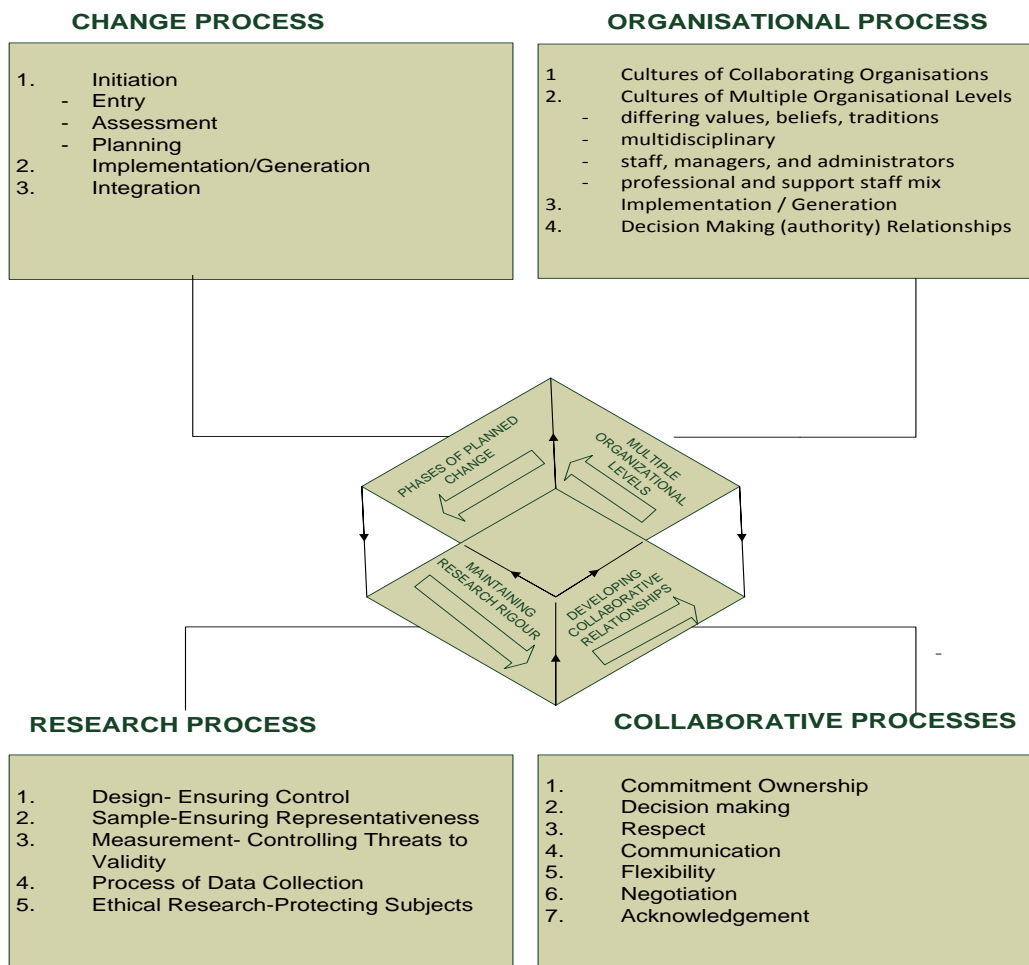 CHANGE PROCESS
1. Initiation
- Entry
- Assessment
- Planning
2. Implementation/Generation
3. Integration
ORGANISATIONAL PROCESS
1 Cultures of Collaborating Organisations
2. Cultures of Multiple Organisational Levels
- differing values, beliefs, traditions
- multidisciplinary
- staff, managers, and administrators
- professional and support staff mix
3. Implementation / Generation
4. Decision Making (authority) Relationships
PHASES OF PLANNED
CHANGE
MULTIPLE
ORGANIZATIONAL
LEVELS
MAINTAINING
RESEARCH RIGOUR
DEVELOPING
COLLABORATIVE
RELATIONSHIPS
-
RESEARCH PROCESS
1. Design- Ensuring Control
2. Sample-Ensuring Representativeness
3. Measurement- Controlling Threats to
Validity
4. Process of Data Collection
5. Ethical Research-Protecting Subjects
COLLABORATIVE PROCESSES
1. Commitment Ownership
2. Decision making
3. Respect
4. Communication
5. Flexibility
6. Negotiation
7. Acknowledgement